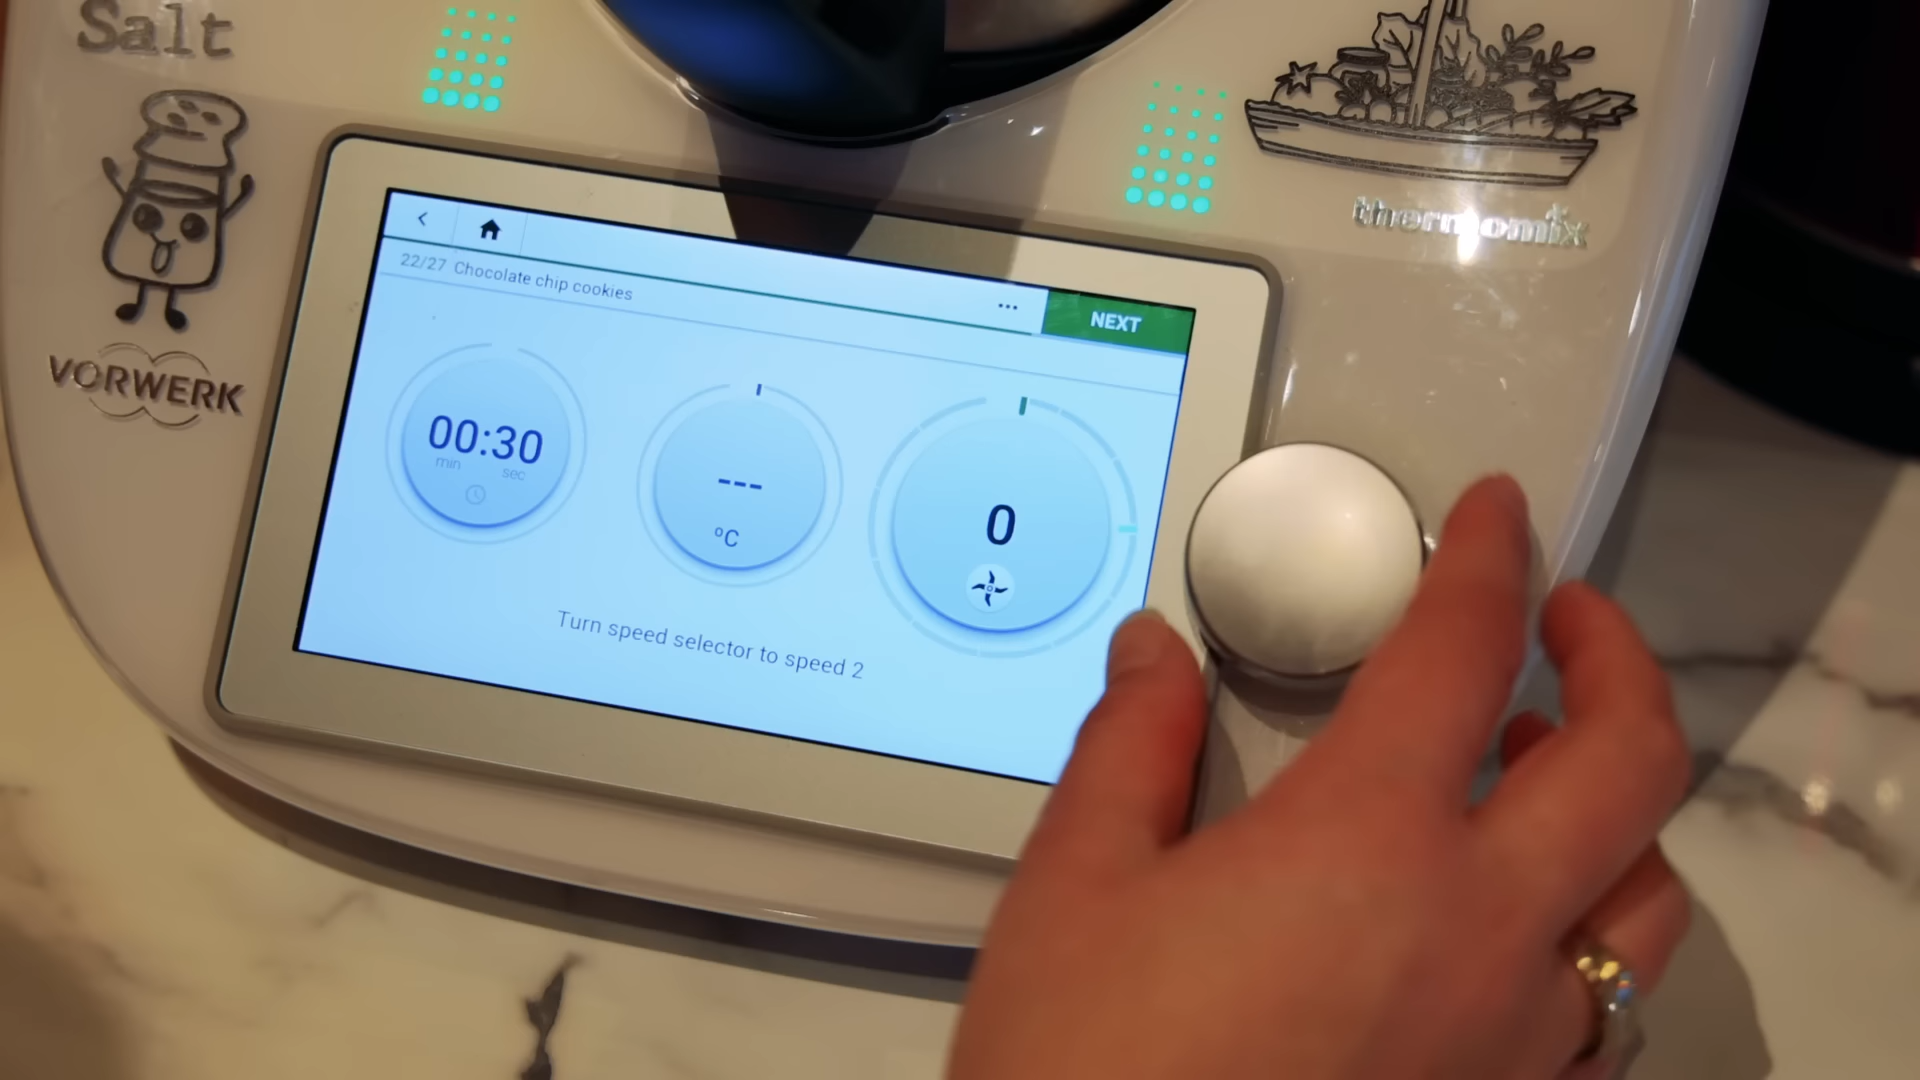 Salt
thermomix
VORWERK
22/27 Chocolate chip cookies
NEXT
00:30
min sec
---
°C
0
Turn speed selector to speed 2